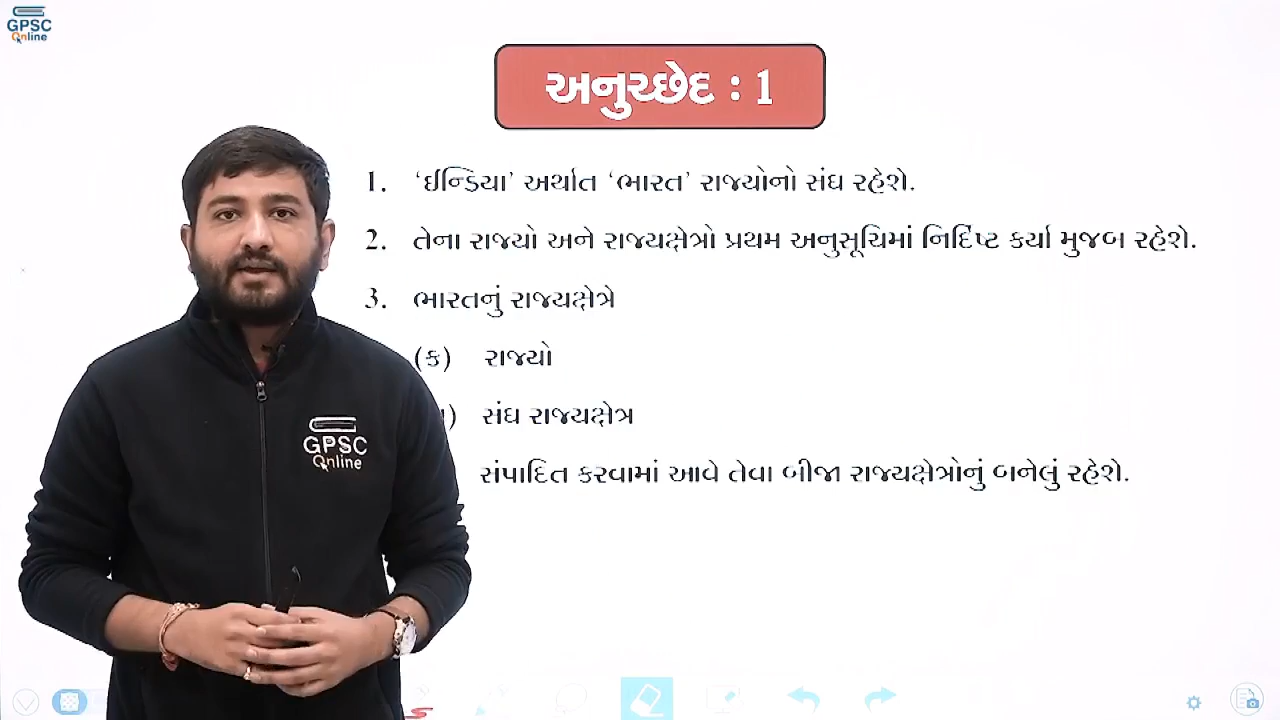 GPSC
Online
અનુચ્છેદ : 1
1. ‘ઈન્ડિયા’ અર્થાત ‘ભારત’ રાજ્યોનો સંઘ રહેશે.
2. તેના રાજ્યો અને રાજ્યક્ષેત્રો પ્રથમ અનુસૂચિમાં નિર્દિષ્ટ કર્યા મુજબ રહેશે.
3. ભારતનું રાજ્યક્ષેત્રે
(ક) રાજ્યો
સંઘ રાજ્યક્ષેત્ર
સંપાદિત કરવામાં આવે તેવા બીજા રાજ્યક્ષેત્રોનું બનેલું રહેશે.
GPSC
Online